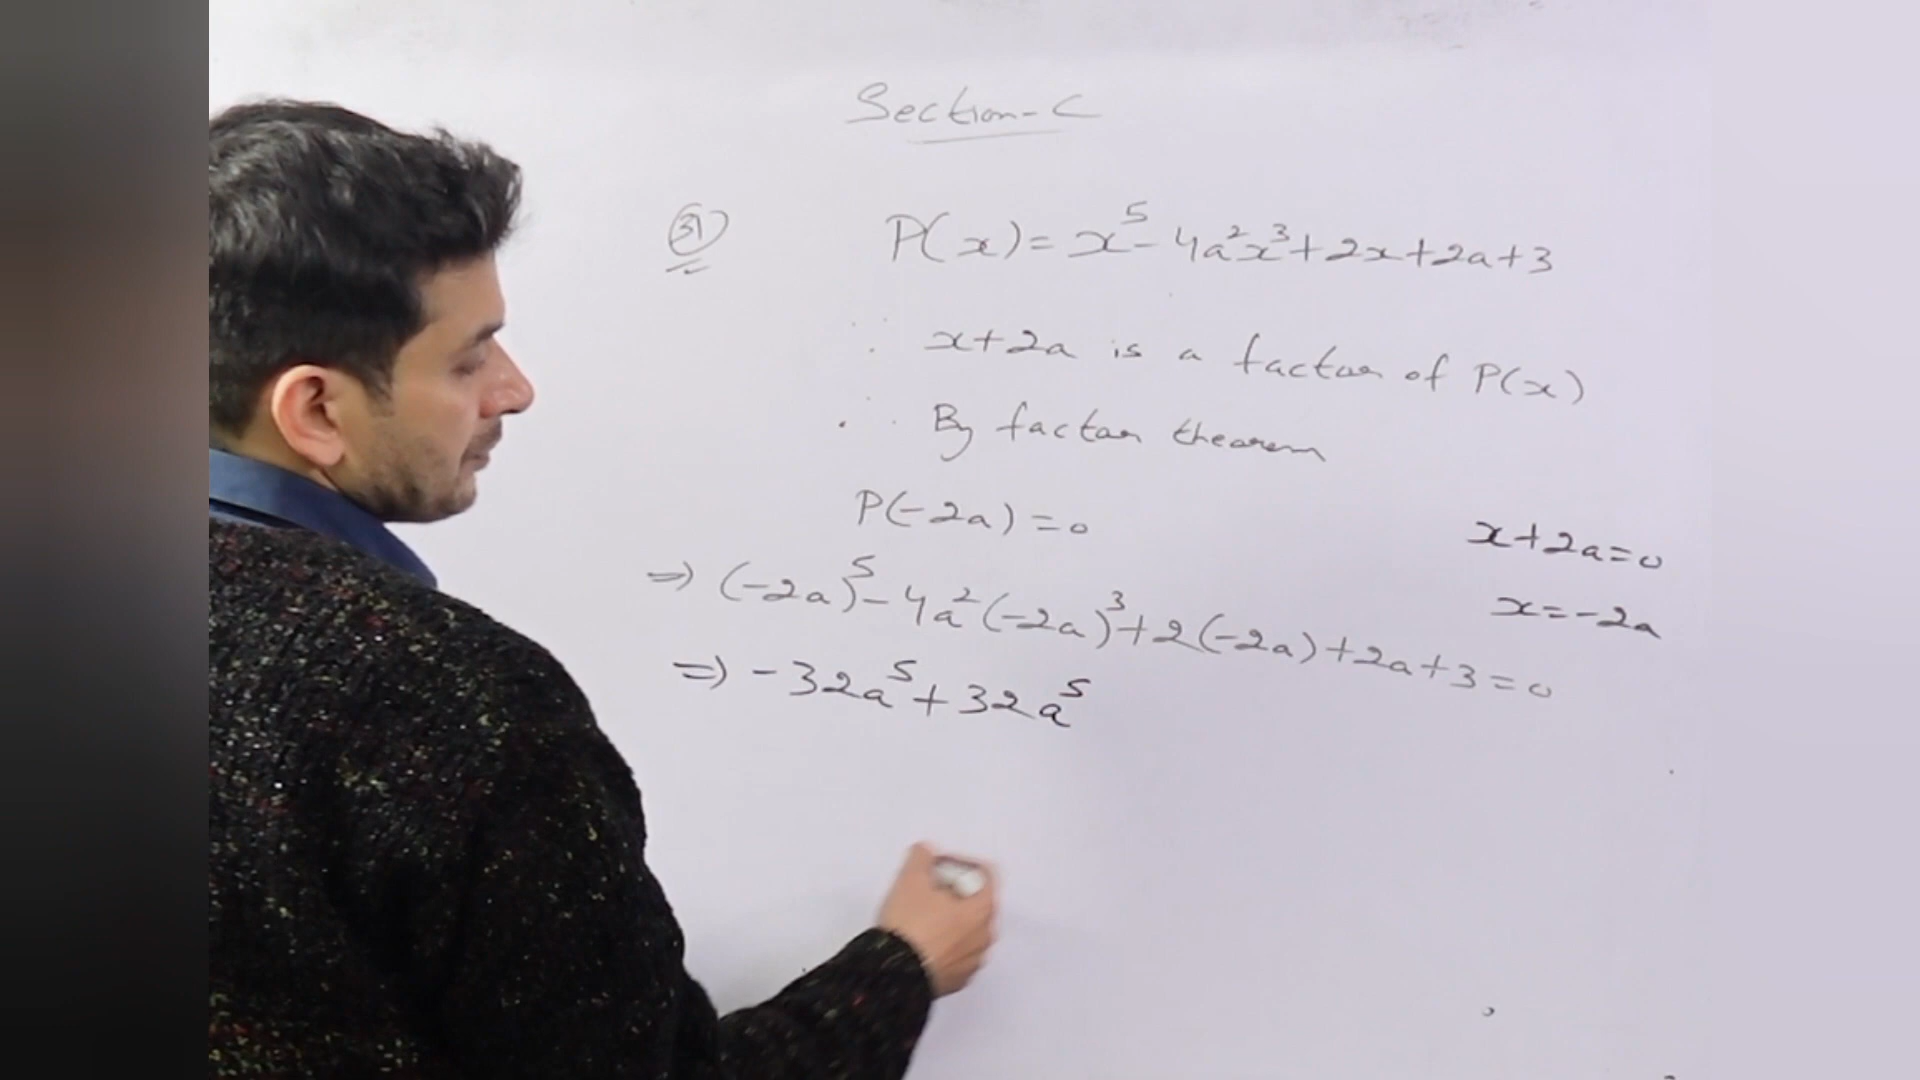 Section-C
31
P(x) = x⁵ - 4a²x³ + 2x + 2a + 3
∵ x+2a is a factor of P(x)
∴ By factor theorem
P(-2a) = 0
x+2a=0
x=-2a
⇒ (-2a)⁵ - 4a²(-2a)³ + 2(-2a) + 2a + 3 = 0
⇒ -32a⁵ + 32a⁵